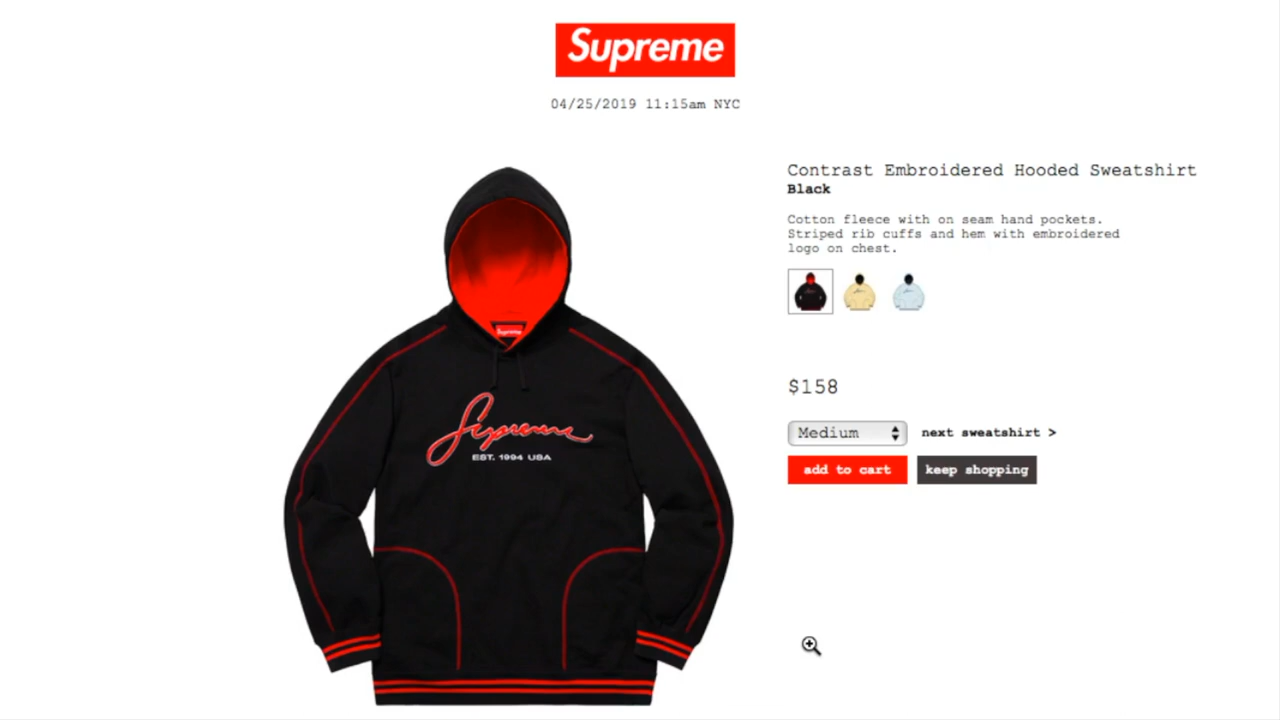 Supreme
04/25/2019 11:15am NYC
Contrast Embroidered Hooded Sweatshirt
Black
Cotton fleece with on seam hand pockets.
Striped rib cuffs and hem with embroidered
logo on chest.
Supreme
Supreme
EST. 1994 USA
$158
Medium
next sweatshirt >
add to cart
keep shopping